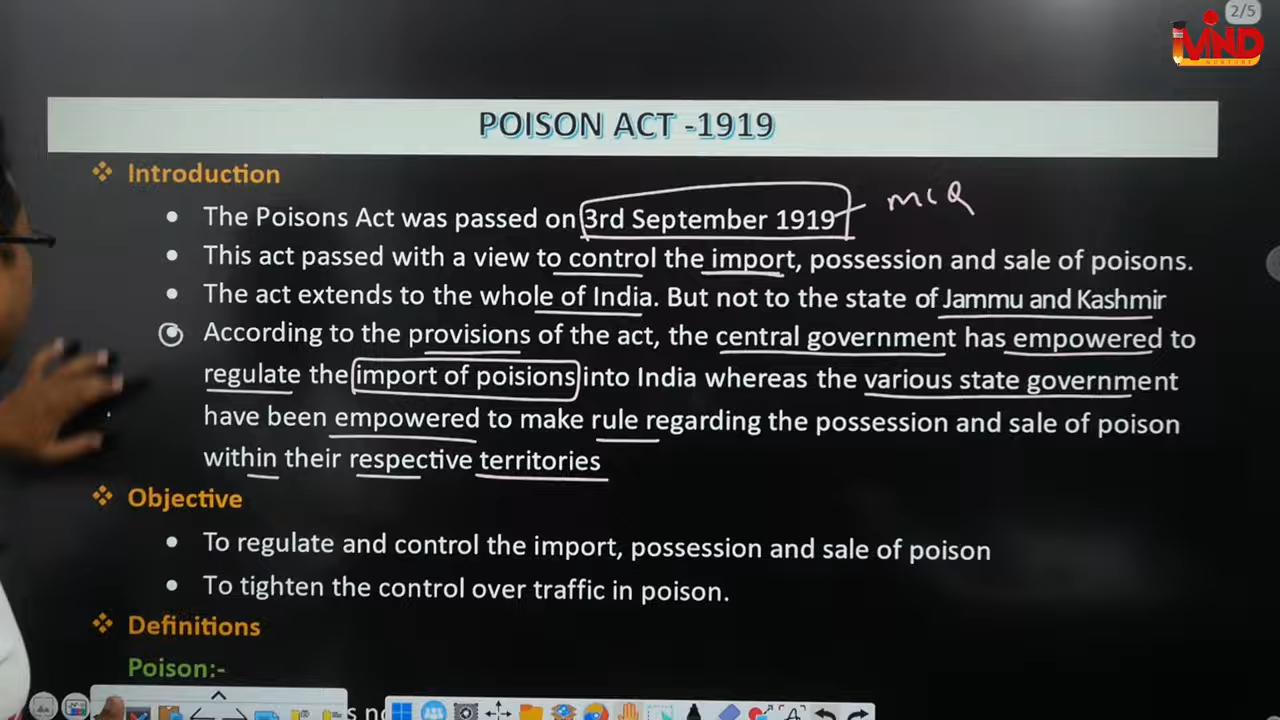 2/5
MIND
NURTURE
POISON ACT -1919
Introduction
The Poisons Act was passed on 3rd September 1919 MCQ
This act passed with a view to control the import, possession and sale of poisons.
The act extends to the whole of India. But not to the state of Jammu and Kashmir
According to the provisions of the act, the central government has empowered to
regulate the import of poisions into India whereas the various state government
have been empowered to make rule regarding the possession and sale of poison
within their respective territories
Objective
To regulate and control the import, possession and sale of poison
To tighten the control over traffic in poison.
Definitions
Poison:-